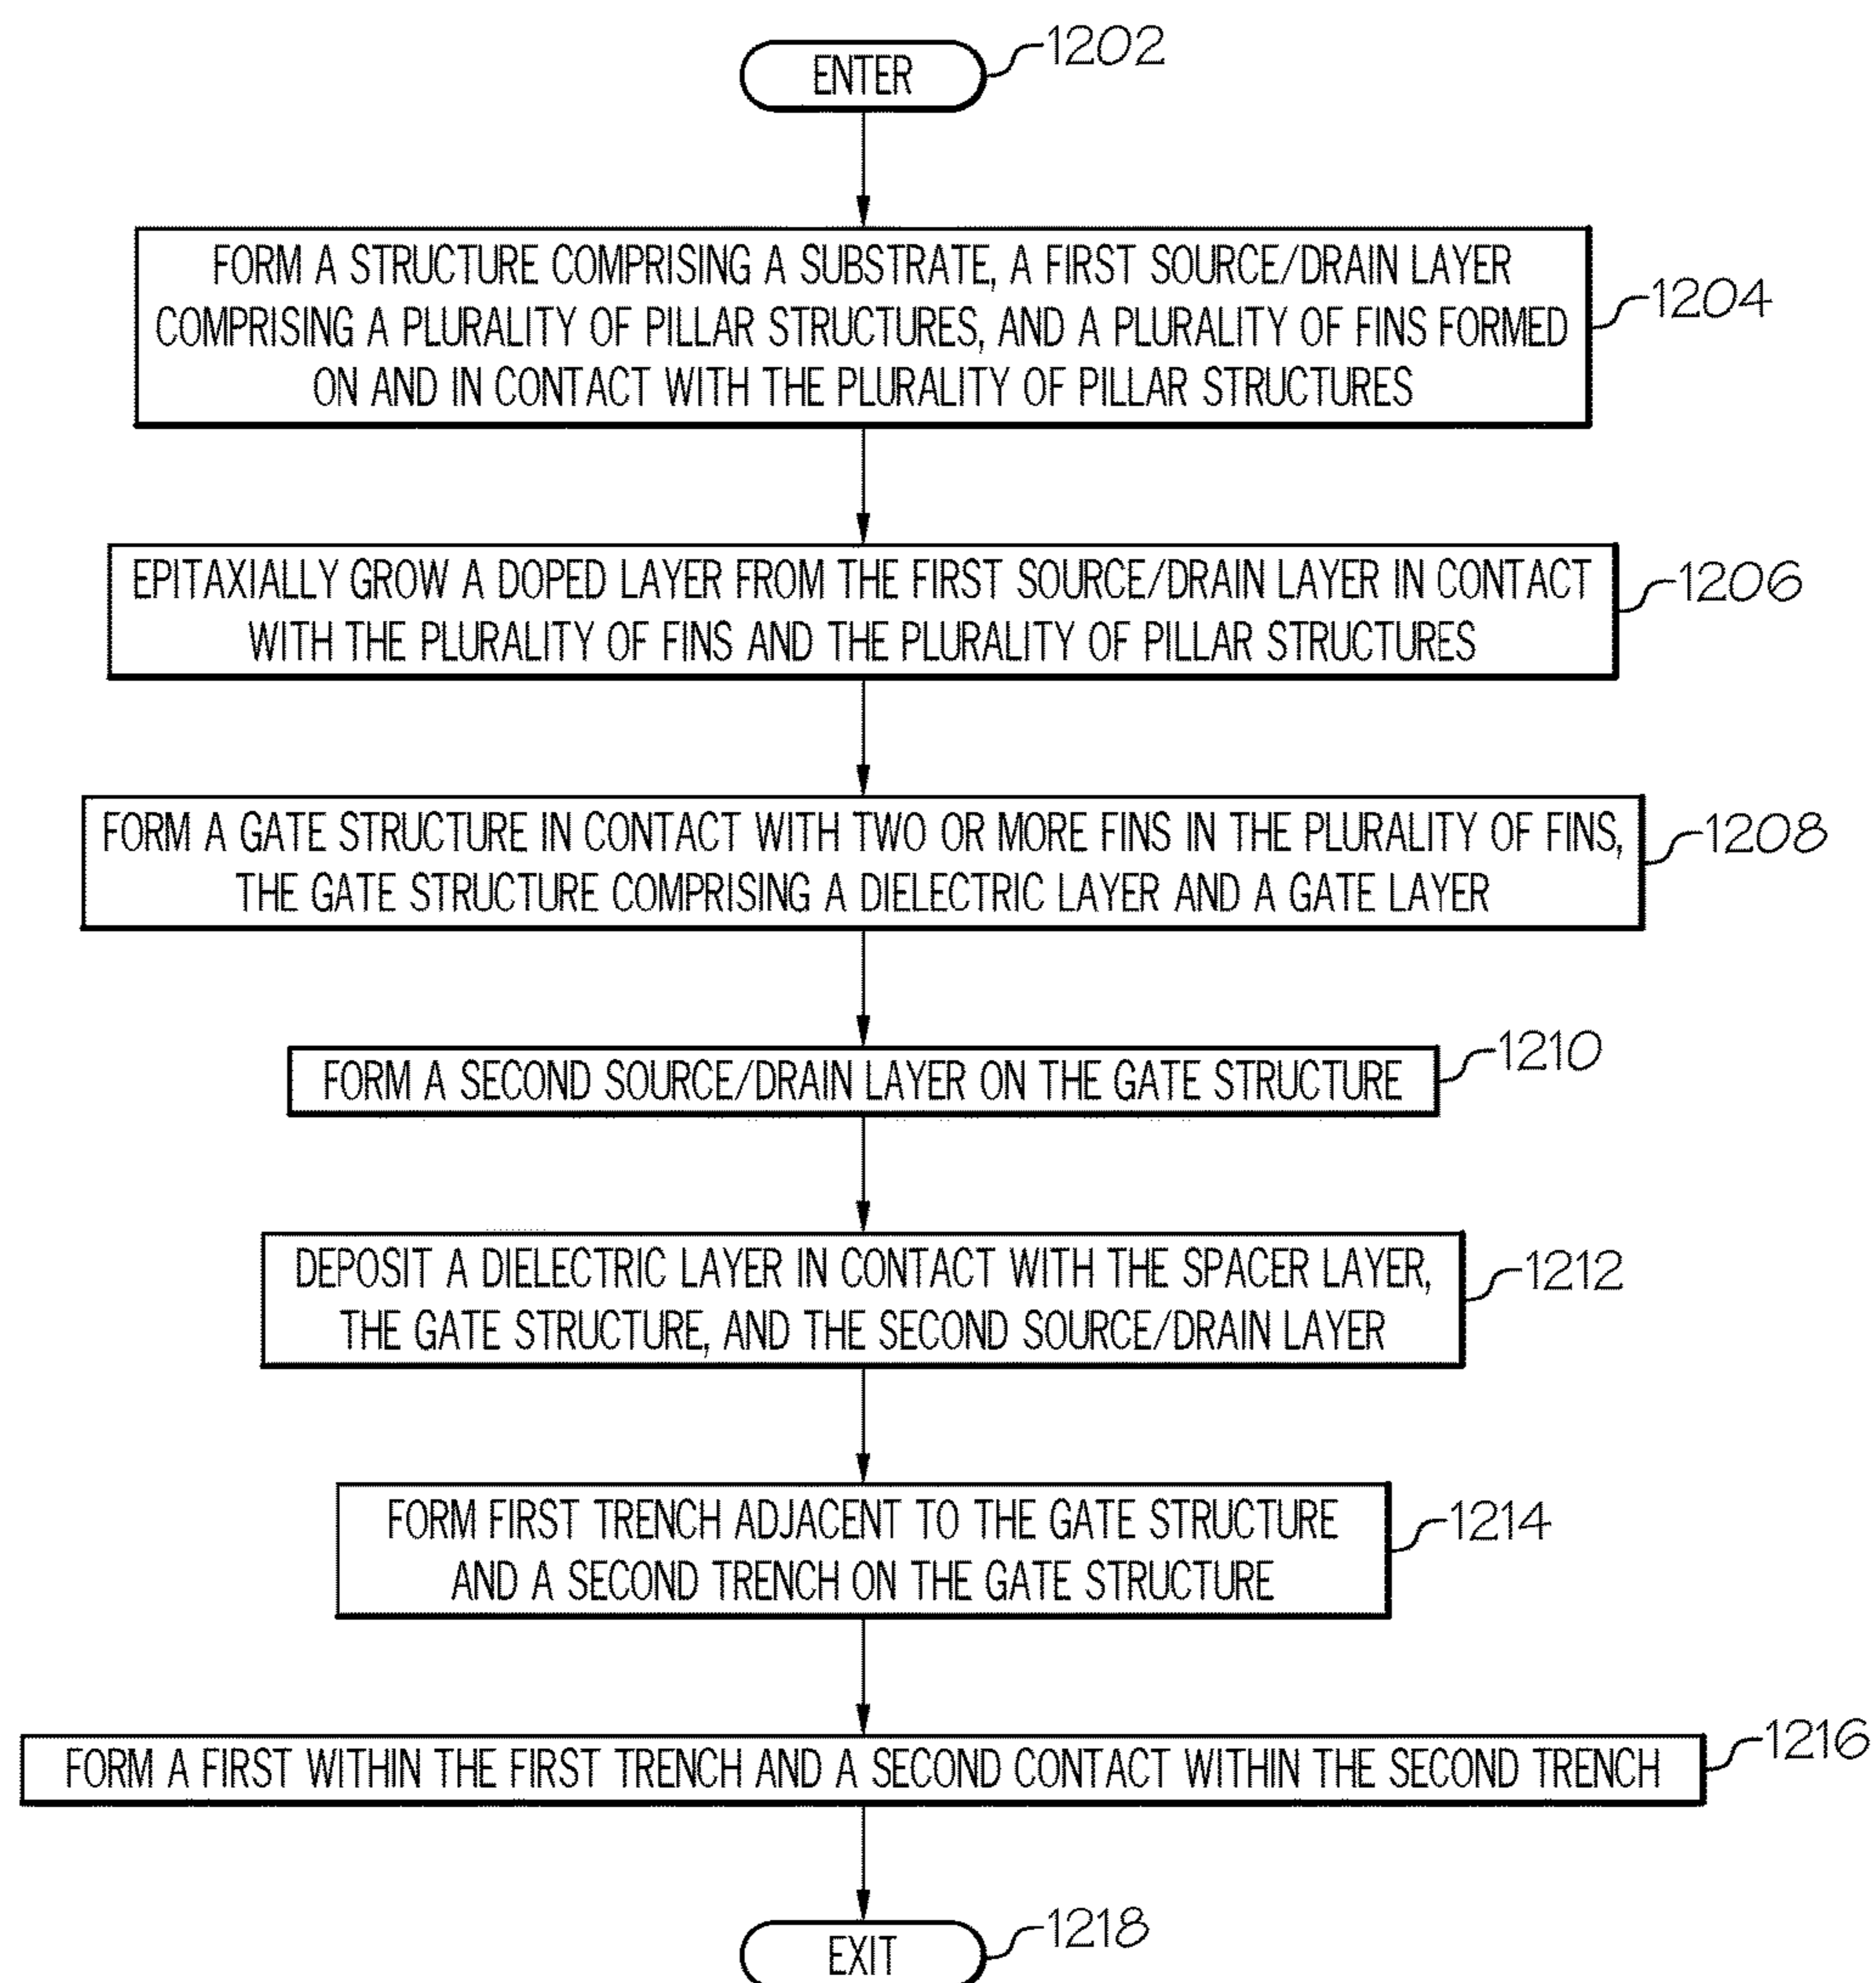 ENTER
1202
FORM A STRUCTURE COMPRISING A SUBSTRATE, A FIRST SOURCE/DRAIN LAYER
COMPRISING A PLURALITY OF PILLAR STRUCTURES, AND A PLURALITY OF FINS FORMED
ON AND IN CONTACT WITH THE PLURALITY OF PILLAR STRUCTURES
1204
EPITAXIALLY GROW A DOPED LAYER FROM THE FIRST SOURCE/DRAIN LAYER IN CONTACT
WITH THE PLURALITY OF FINS AND THE PLURALITY OF PILLAR STRUCTURES
1206
FORM A GATE STRUCTURE IN CONTACT WITH TWO OR MORE FINS IN THE PLURALITY OF FINS,
THE GATE STRUCTURE COMPRISING A DIELECTRIC LAYER AND A GATE LAYER
1208
FORM A SECOND SOURCE/DRAIN LAYER ON THE GATE STRUCTURE
1210
DEPOSIT A DIELECTRIC LAYER IN CONTACT WITH THE SPACER LAYER,
THE GATE STRUCTURE, AND THE SECOND SOURCE/DRAIN LAYER
1212
FORM FIRST TRENCH ADJACENT TO THE GATE STRUCTURE
AND A SECOND TRENCH ON THE GATE STRUCTURE
1214
FORM A FIRST WITHIN THE FIRST TRENCH AND A SECOND CONTACT WITHIN THE SECOND TRENCH
1216
EXIT
1218